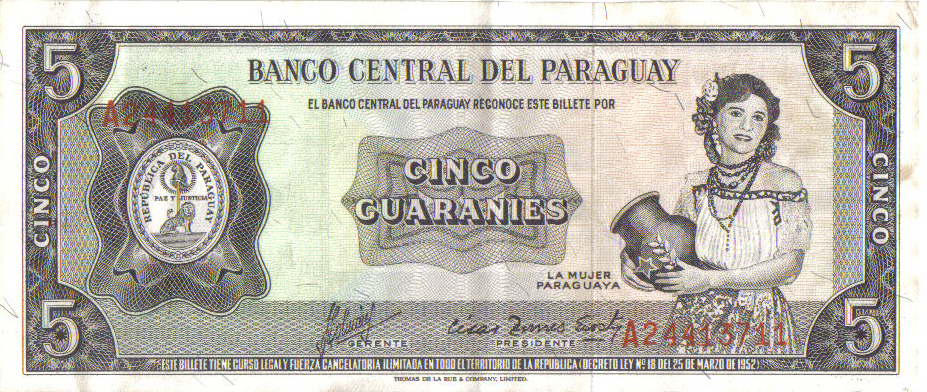 5 5
BANCO CENTRAL DEL PARAGUAY
EL BANCO CENTRAL DEL PARAGUAY RECONOCE ESTE BILLETE POR
A24413711
CINCO
CINCO
REPÚBLICA DEL PARAGUAY
PAZ Y JUSTICIA
CINCO
GUARANIES
LA MUJER
PARAGUAYA
5 5
GERENTE
PRESIDENTE
A24413711
ESTE BILLETE TIENE CURSO LEGAL Y FUERZA CANCELATORIA ILIMITADA EN TODO EL TERRITORIO DE LA REPUBLICA (DECRETO LEY Nº 18 DEL 25 DE MARZO DE 1952)
THOMAS DE LA RUE & COMPANY, LIMITED.